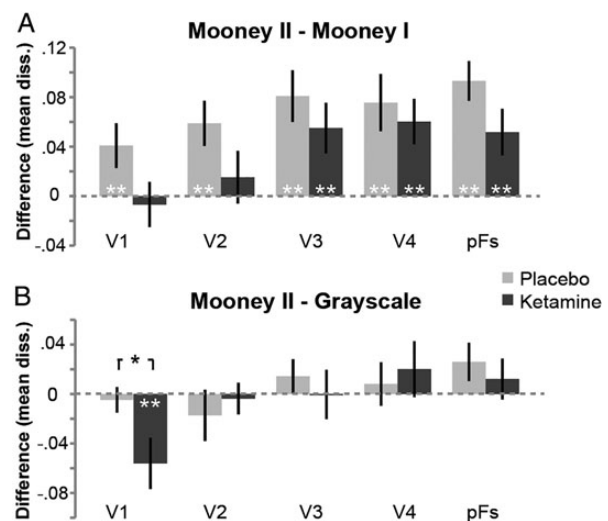 A
Mooney II - Mooney I
Difference (mean diss.)
.12
.08
.04
0
-.04
** ** ** ** ** ** ** **
V1 V2 V3 V4 pFs
Placebo
Ketamine
B
Mooney II - Grayscale
Difference (mean diss.)
.04
0
-.04
-.08
*
**
V1 V2 V3 V4 pFs